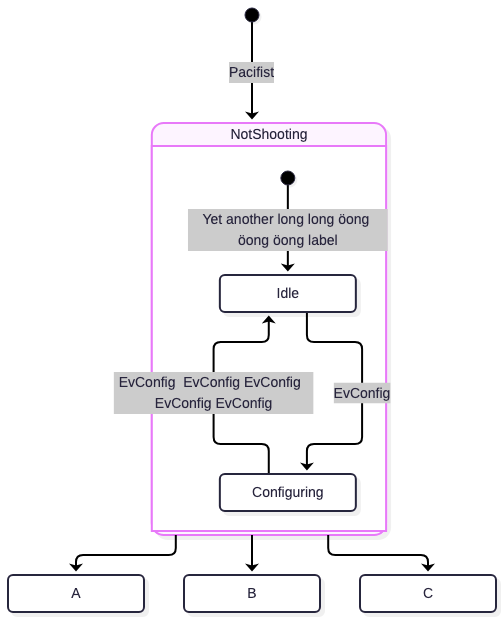 Pacifist
NotShooting
Yet another long long öong
öong öong label
Idle
EvConfig  EvConfig EvConfig
EvConfig EvConfig
EvConfig
Configuring
A
B
C